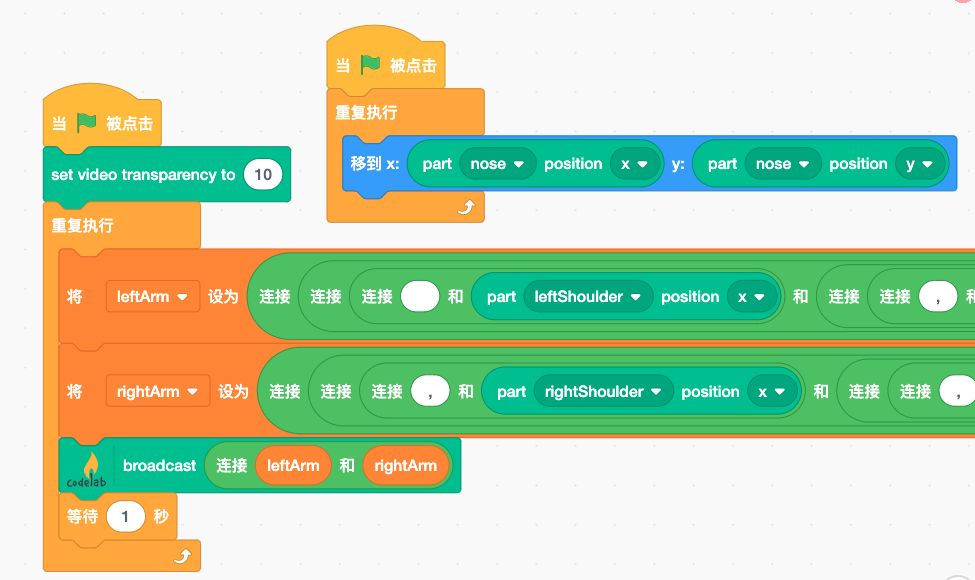 当 被点击
重复执行
移到 x: part nose position x y: part nose position y
当 被点击
set video transparency to 10
重复执行
将 leftArm 设为 连接 连接 连接 和 part leftShoulder position x 和 连接 连接 , 和
将 rightArm 设为 连接 连接 连接 , 和 part rightShoulder position x 和 连接 连接 ,
codelab broadcast 连接 leftArm 和 rightArm
等待 1 秒